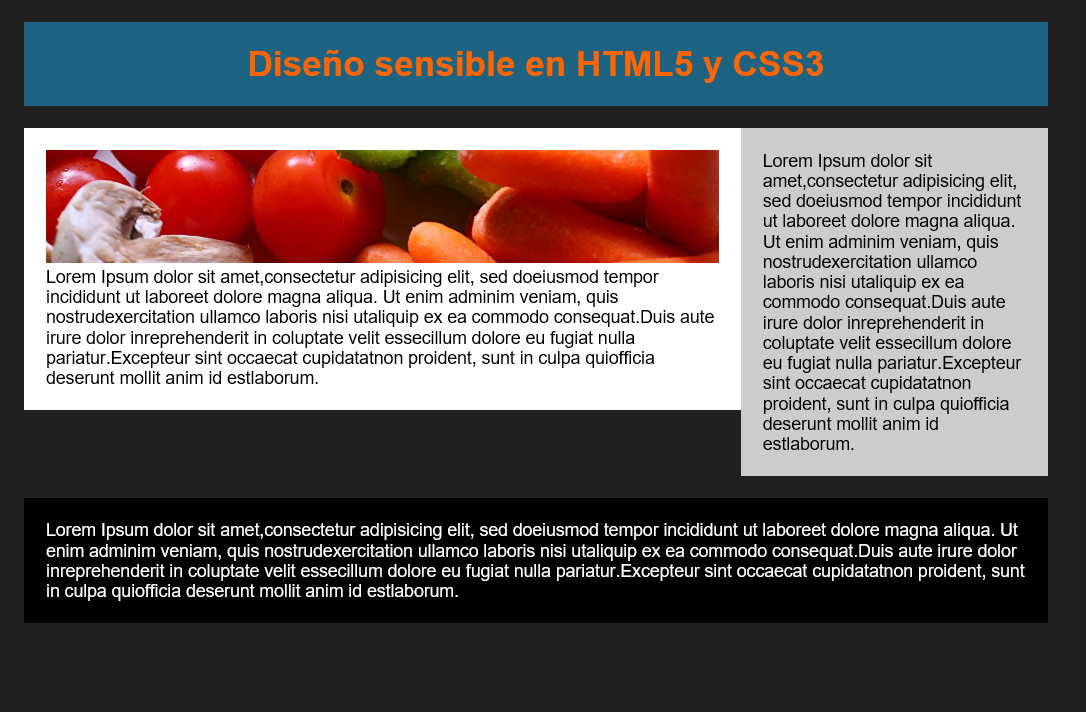 Diseño sensible en HTML5 y CSS3
Lorem Ipsum dolor sit amet,consectetur adipisicing elit, sed doeiusmod tempor
incididunt ut laboreet dolore magna aliqua. Ut enim adminim veniam, quis
nostrudexercitation ullamco laboris nisi utaliquip ex ea commodo consequat.Duis aute
irure dolor inreprehenderit in coluptate velit essecillum dolore eu fugiat nulla
pariatur.Excepteur sint occaecat cupidatatnon proident, sunt in culpa quiofficia
deserunt mollit anim id estlaborum.
Lorem Ipsum dolor sit
amet,consectetur adipisicing elit,
sed doeiusmod tempor incididunt
ut laboreet dolore magna aliqua.
Ut enim adminim veniam, quis
nostrudexercitation ullamco
laboris nisi utaliquip ex ea
commodo consequat.Duis aute
irure dolor inreprehenderit in
coluptate velit essecillum dolore
eu fugiat nulla pariatur.Excepteur
sint occaecat cupidatatnon
proident, sunt in culpa quiofficia
deserunt mollit anim id
estlaborum.
Lorem Ipsum dolor sit amet,consectetur adipisicing elit, sed doeiusmod tempor incididunt ut laboreet dolore magna aliqua. Ut
enim adminim veniam, quis nostrudexercitation ullamco laboris nisi utaliquip ex ea commodo consequat.Duis aute irure dolor
inreprehenderit in coluptate velit essecillum dolore eu fugiat nulla pariatur.Excepteur sint occaecat cupidatatnon proident, sunt
in culpa quiofficia deserunt mollit anim id estlaborum.